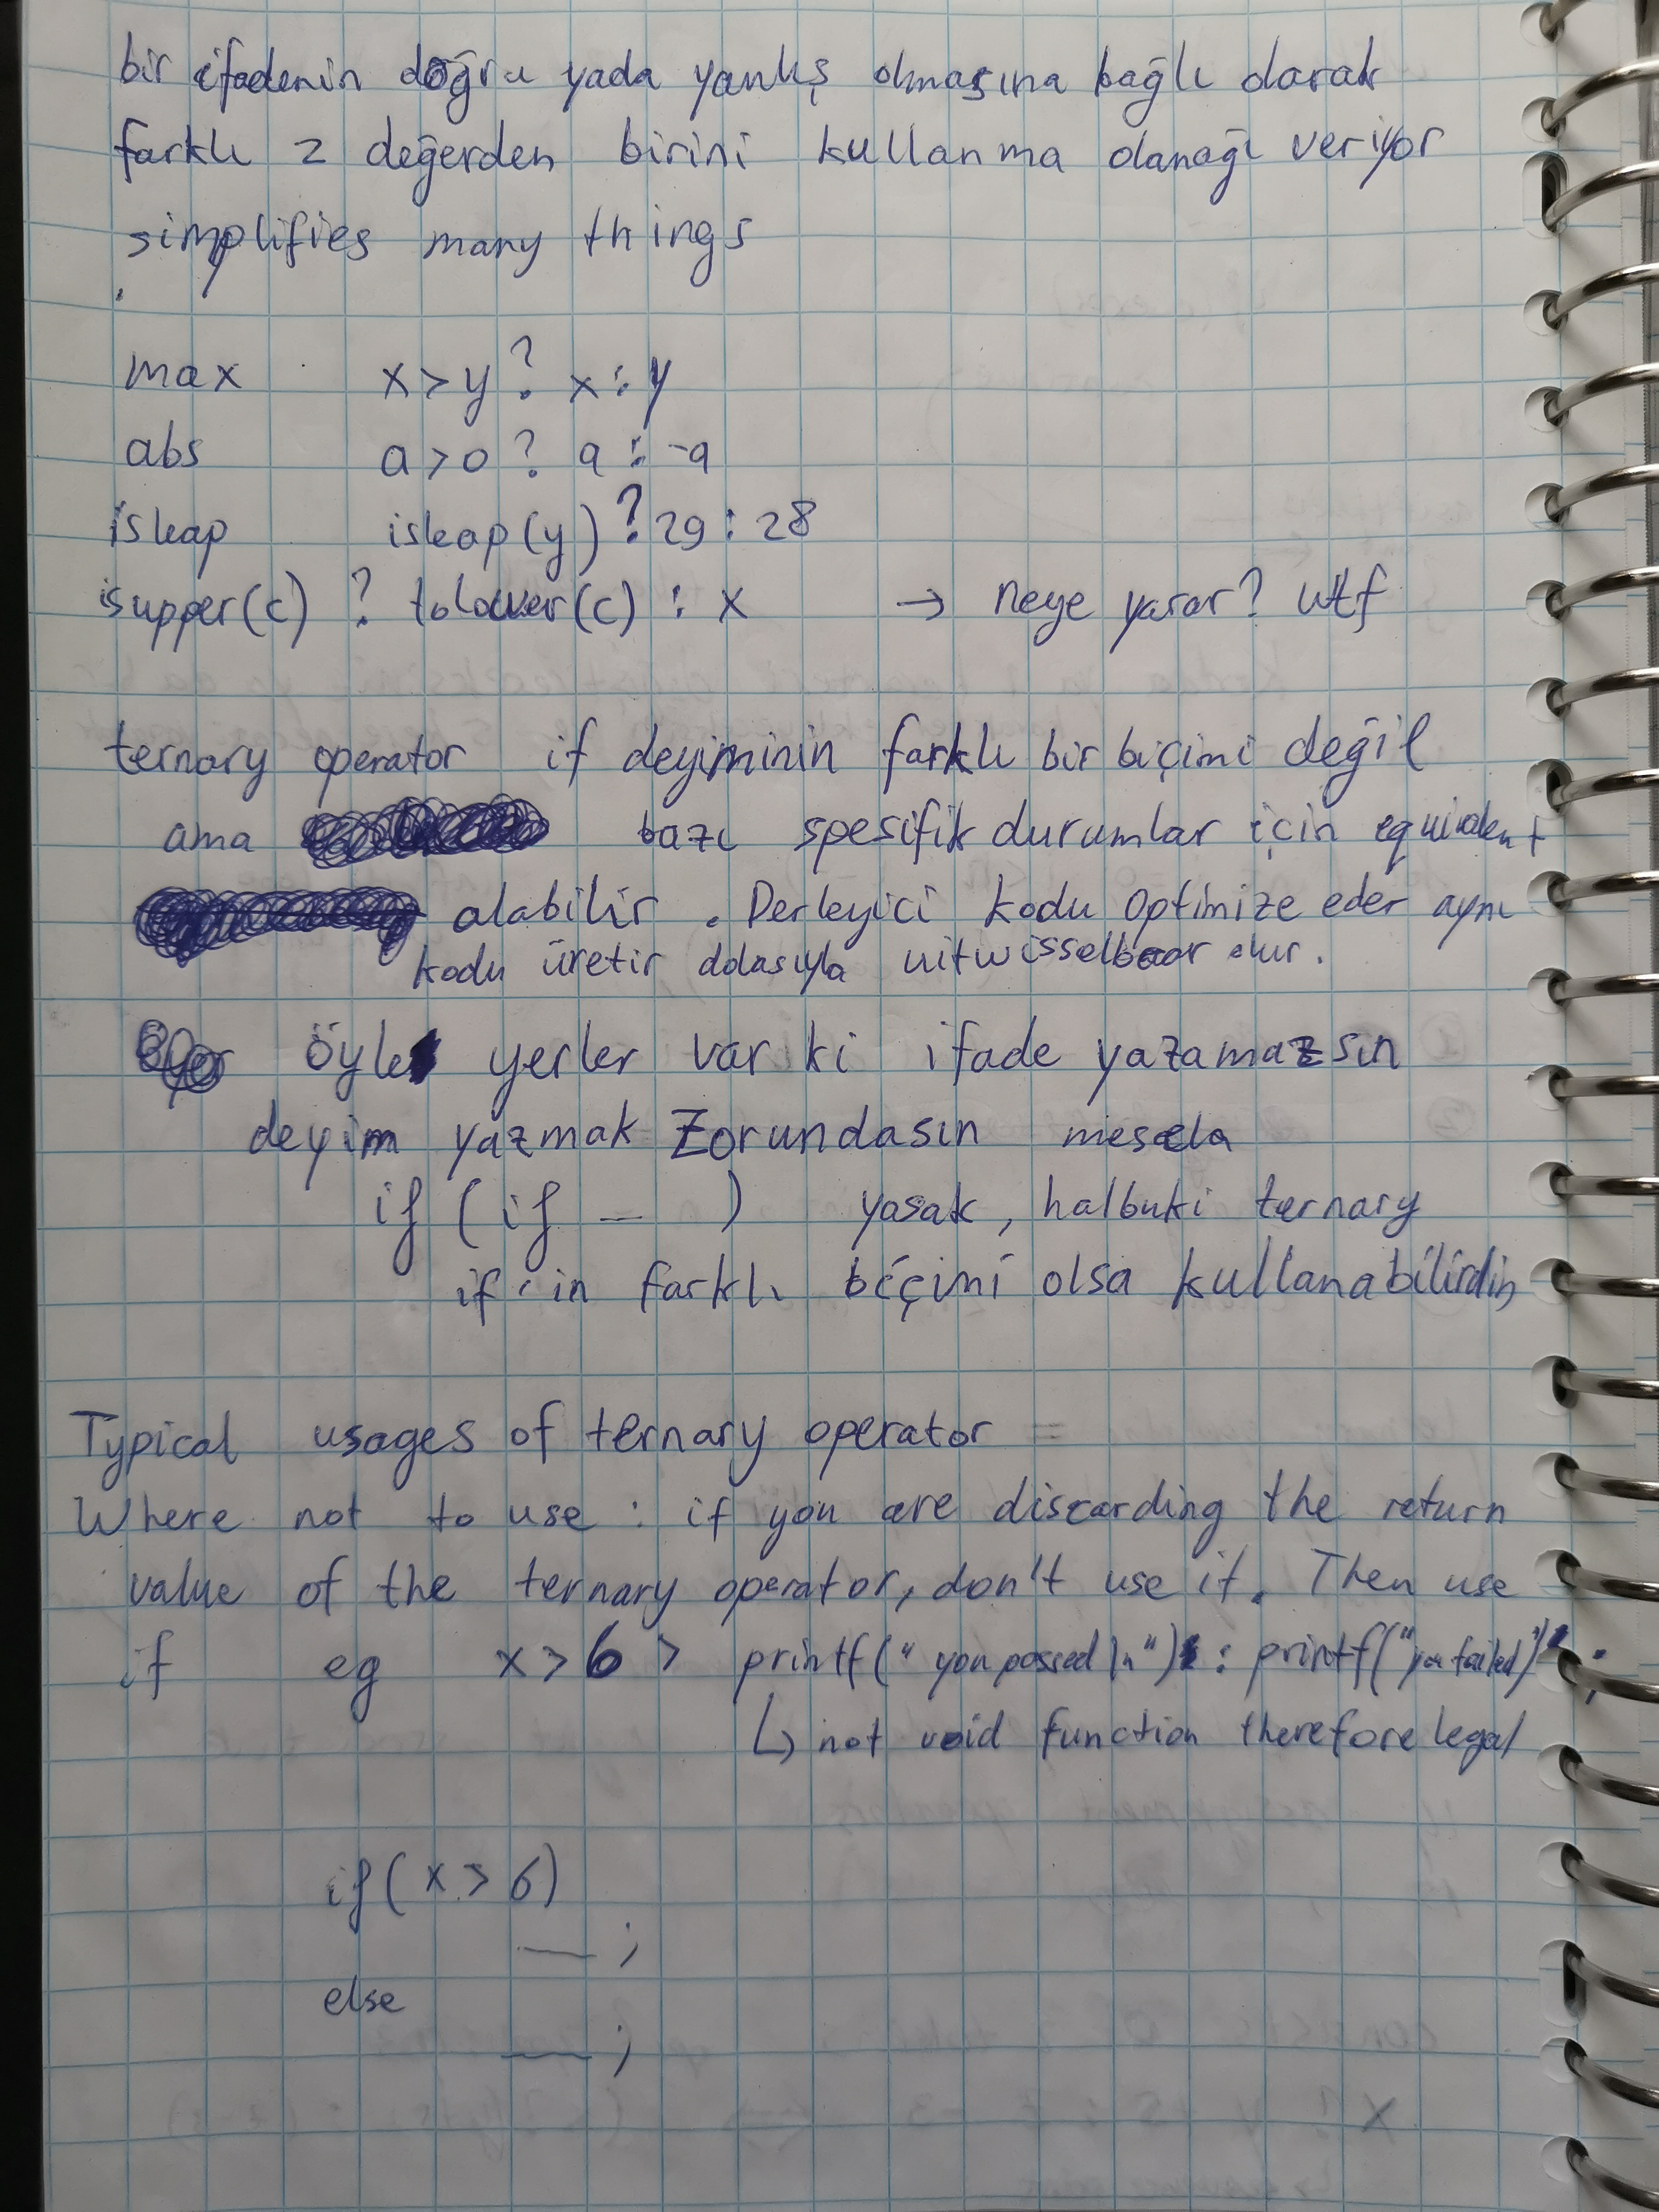 bir ifadenin doğru yada yanlış olmasına bağlı olarak
farklı 2 değerden birini kullanma olanağı veriyor
simplifies many things
max x>y ? x : y
abs a>0 ? a : -a
isleap isleap(y) ? 29 : 28
isupper(c) ? tolower(c) : x → neye yarar? wtf
ternary operator if deyiminin farklı bir biçimi değil
ama bazı spesifik durumlar için equivalent
alabilir . Derleyici kodu optimize eder aynı
kodu üretir dolasıyla uitwisselbaar olur.
öyle yerler var ki ifade yazamazsın
deyim yazmak zorundasın mesela
if ( if — ) yasak, halbuki ternary
if'in farklı biçimi olsa kullanabilirdin
Typical usages of ternary operator =
Where not to use : if you are discarding the return
value of the ternary operator, don't use it. Then use
if eg x>6 > printf("you passed \n") : printf("you failed") ;
↳ not void function therefore legal
if(x>6)
— ;
else
— ;